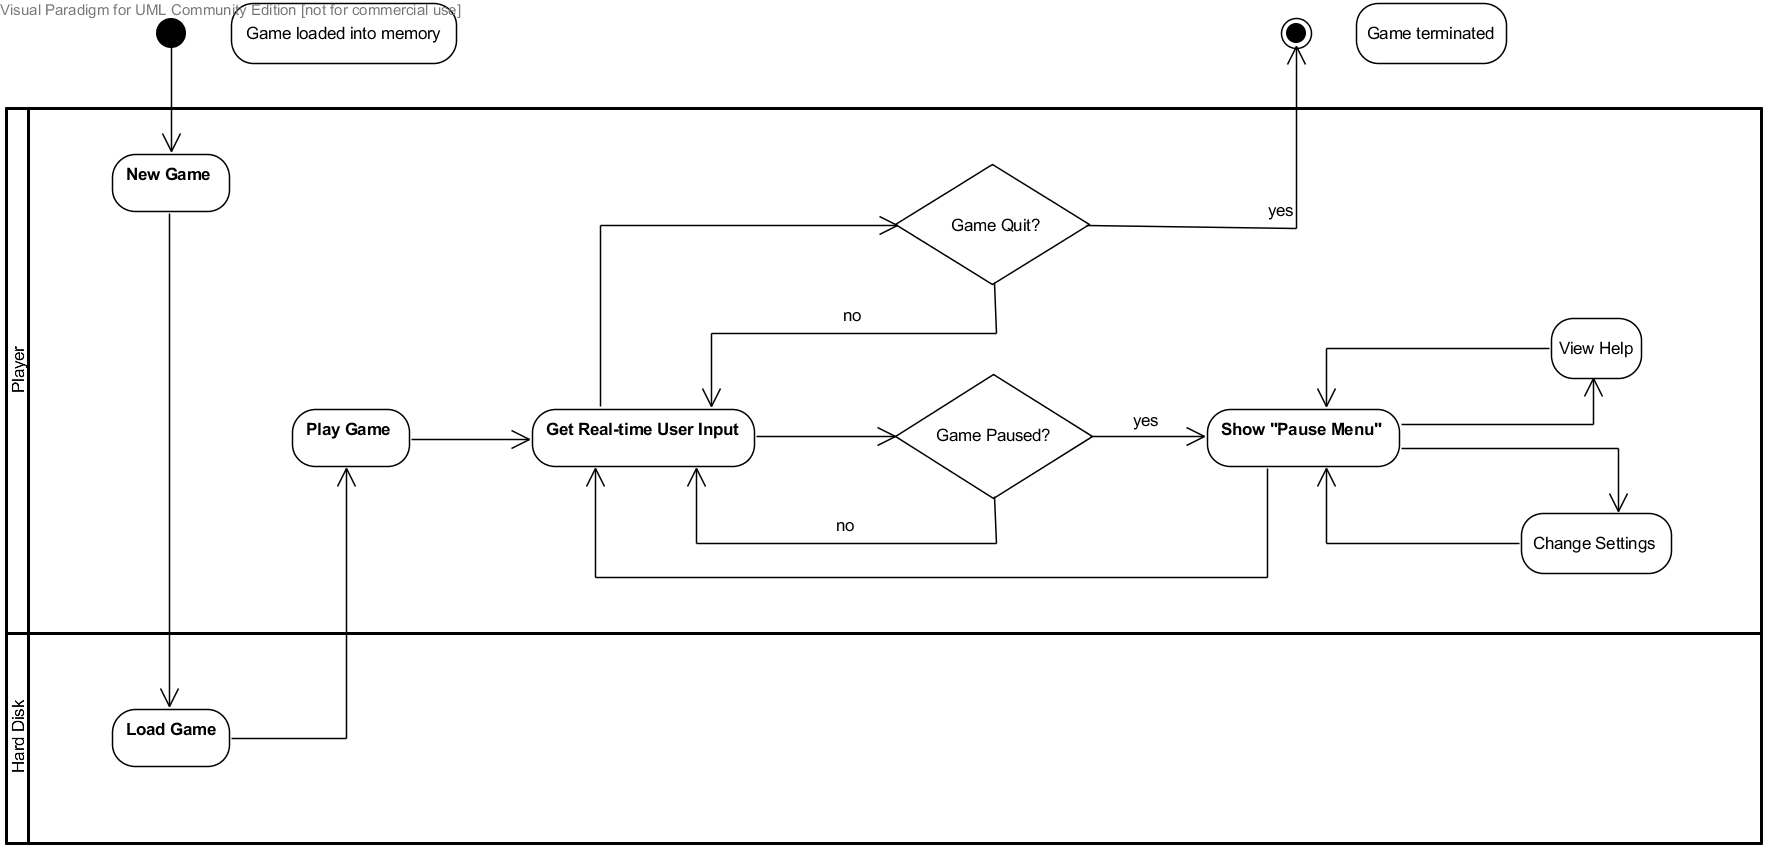 Visual Paradigm for UML Community Edition [not for commercial use]
Game loaded into memory
Game terminated
Player
New Game
Game Quit?
yes
no
View Help
Play Game
Get Real-time User Input
Game Paused?
yes
Show "Pause Menu"
no
Change Settings
Hard Disk
Load Game